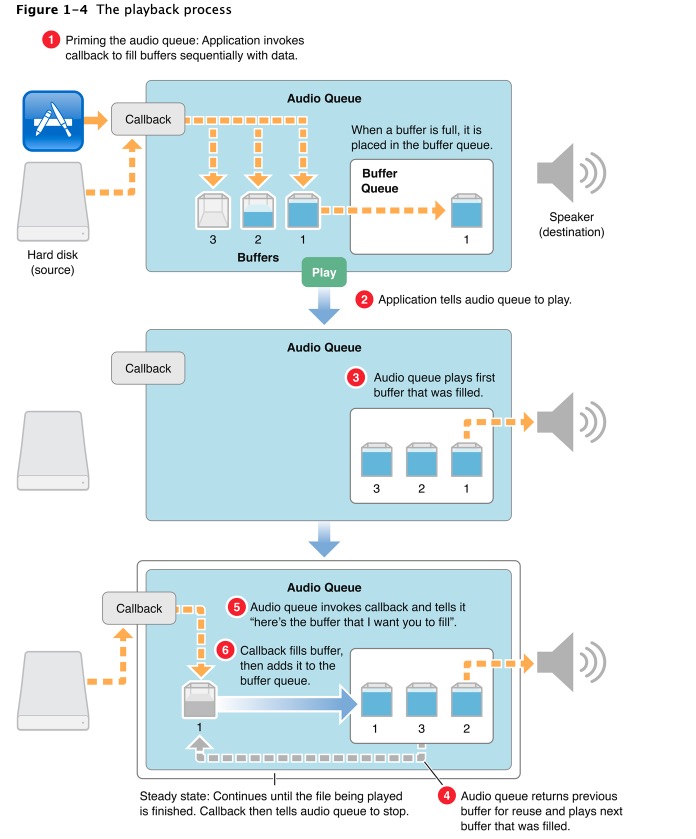 Figure 1–4 The playback process
1 Priming the audio queue: Application invokes
callback to fill buffers sequentially with data.
Audio Queue
Callback
When a buffer is full, it is
placed in the buffer queue.
Buffer
Queue
3 2 1
1
Buffers
Hard disk
(source)
Speaker
(destination)
Play
2 Application tells audio queue to play.
Audio Queue
Callback
3 Audio queue plays first
buffer that was filled.
3 2 1
Audio Queue
Callback
5 Audio queue invokes callback and tells it
“here’s the buffer that I want you to fill”.
6 Callback fills buffer,
then adds it to the
buffer queue.
1
1 3 2
Steady state: Continues until the file being played
is finished. Callback then tells audio queue to stop.
4 Audio queue returns previous
buffer for reuse and plays next
buffer that was filled.